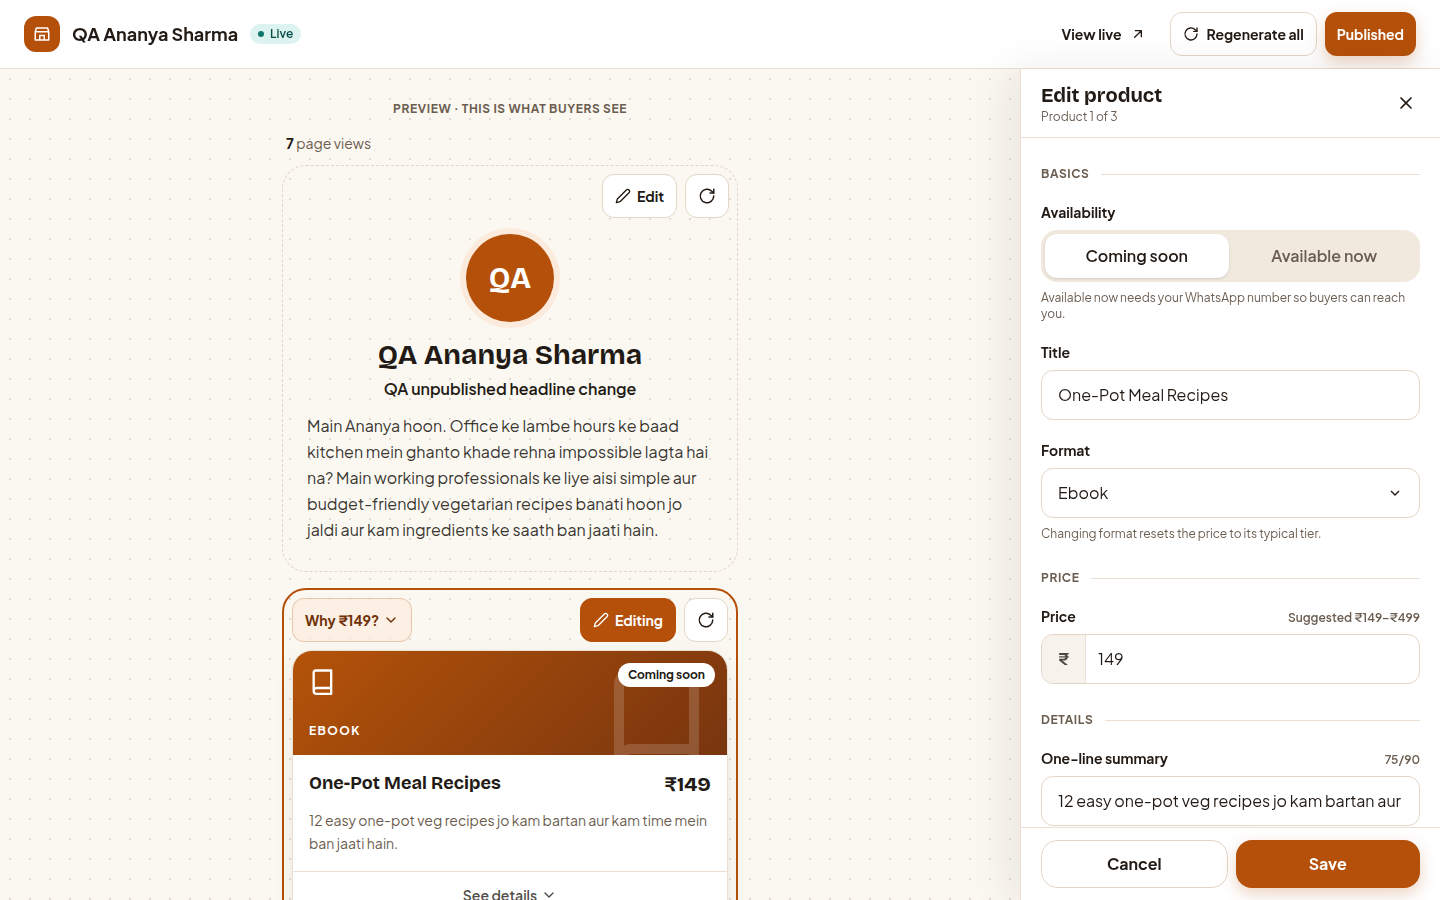 QA Ananya Sharma
Live
View live
Regenerate all
Published
PREVIEW · THIS IS WHAT BUYERS SEE
7 page views
Edit
QA
QA Ananya Sharma
QA unpublished headline change
Main Ananya hoon. Office ke lambe hours ke baad
kitchen mein ghanto khade rehna impossible lagta hai
na? Main working professionals ke liye aisi simple aur
budget-friendly vegetarian recipes banati hoon jo
jaldi aur kam ingredients ke saath ban jaati hain.
Why ₹149?
Editing
Coming soon
EBOOK
One-Pot Meal Recipes
₹149
12 easy one-pot veg recipes jo kam bartan aur kam time mein
ban jaati hain.
See details
Edit product
Product 1 of 3
BASICS
Availability
Coming soon
Available now
Available now needs your WhatsApp number so buyers can reach
you.
Title
One-Pot Meal Recipes
Format
Ebook
Changing format resets the price to its typical tier.
PRICE
Price
Suggested ₹149–₹499
₹
149
DETAILS
One-line summary
75/90
12 easy one-pot veg recipes jo kam bartan aur
Cancel
Save